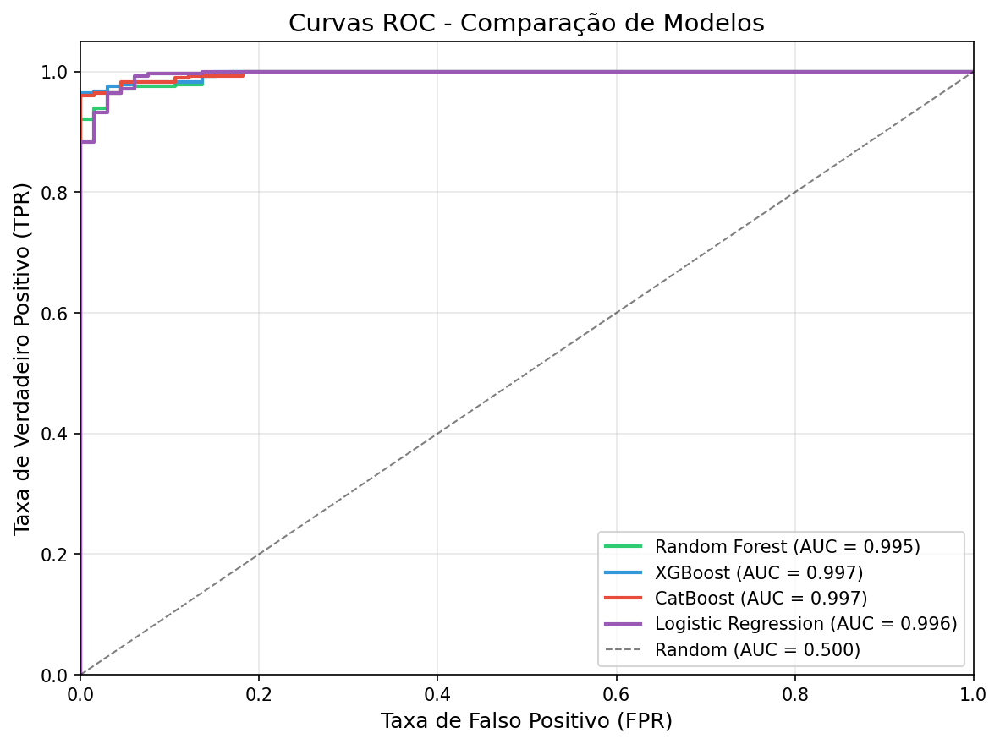 Curvas ROC - Comparação de Modelos
Taxa de Verdadeiro Positivo (TPR)
1.0
0.8
0.6
0.4
0.2
0.0
0.0 0.2 0.4 0.6 0.8 1.0
Taxa de Falso Positivo (FPR)
Random Forest (AUC = 0.995)
XGBoost (AUC = 0.997)
CatBoost (AUC = 0.997)
Logistic Regression (AUC = 0.996)
Random (AUC = 0.500)